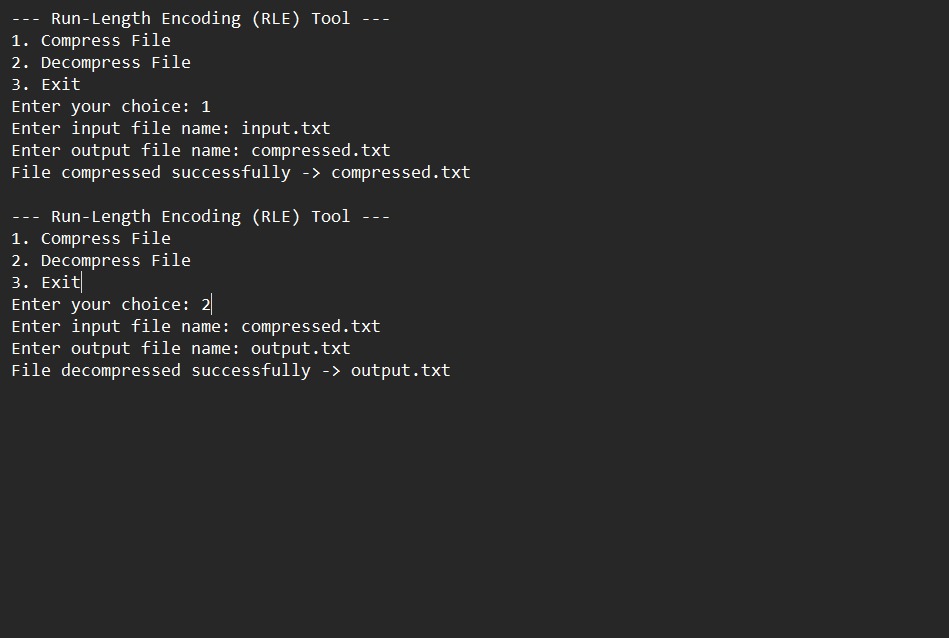 --- Run-Length Encoding (RLE) Tool ---
1. Compress File
2. Decompress File
3. Exit
Enter your choice: 1
Enter input file name: input.txt
Enter output file name: compressed.txt
File compressed successfully -> compressed.txt

--- Run-Length Encoding (RLE) Tool ---
1. Compress File
2. Decompress File
3. Exit
Enter your choice: 2
Enter input file name: compressed.txt
Enter output file name: output.txt
File decompressed successfully -> output.txt